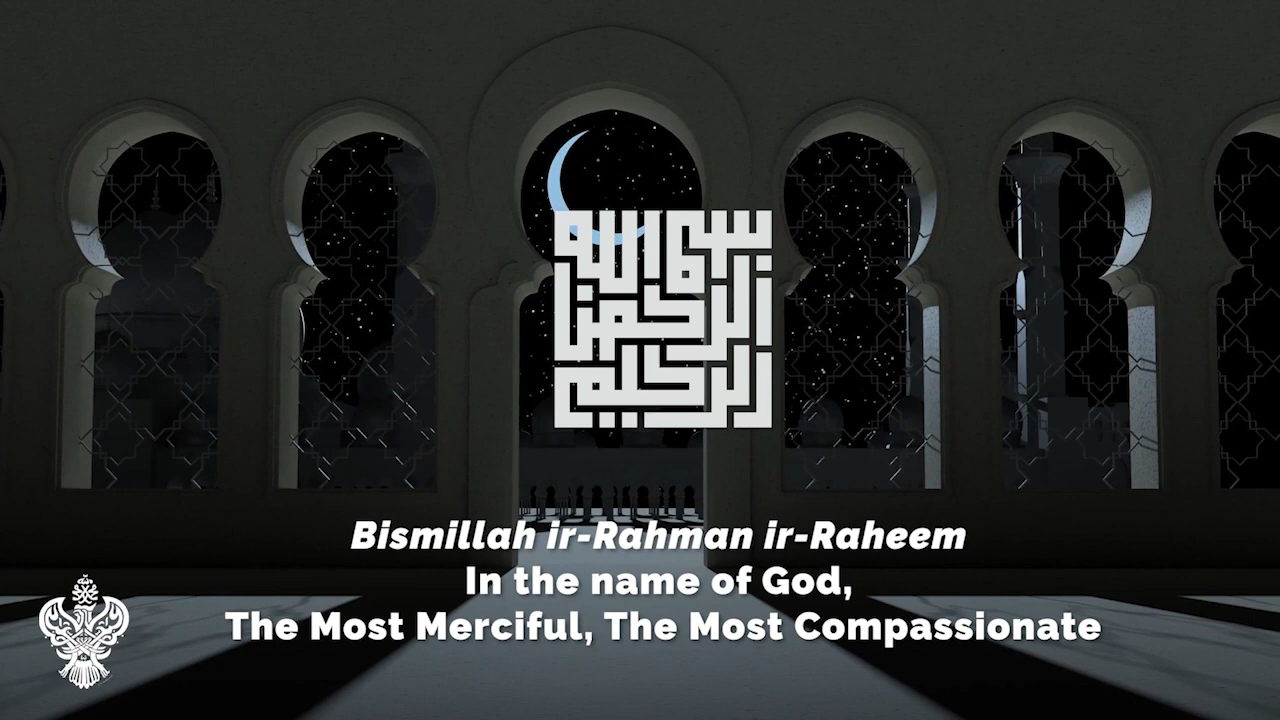 بسم الله
الرحمن
الرحيم
Bismillah ir-Rahman ir-Raheem
In the name of God,
The Most Merciful, The Most Compassionate